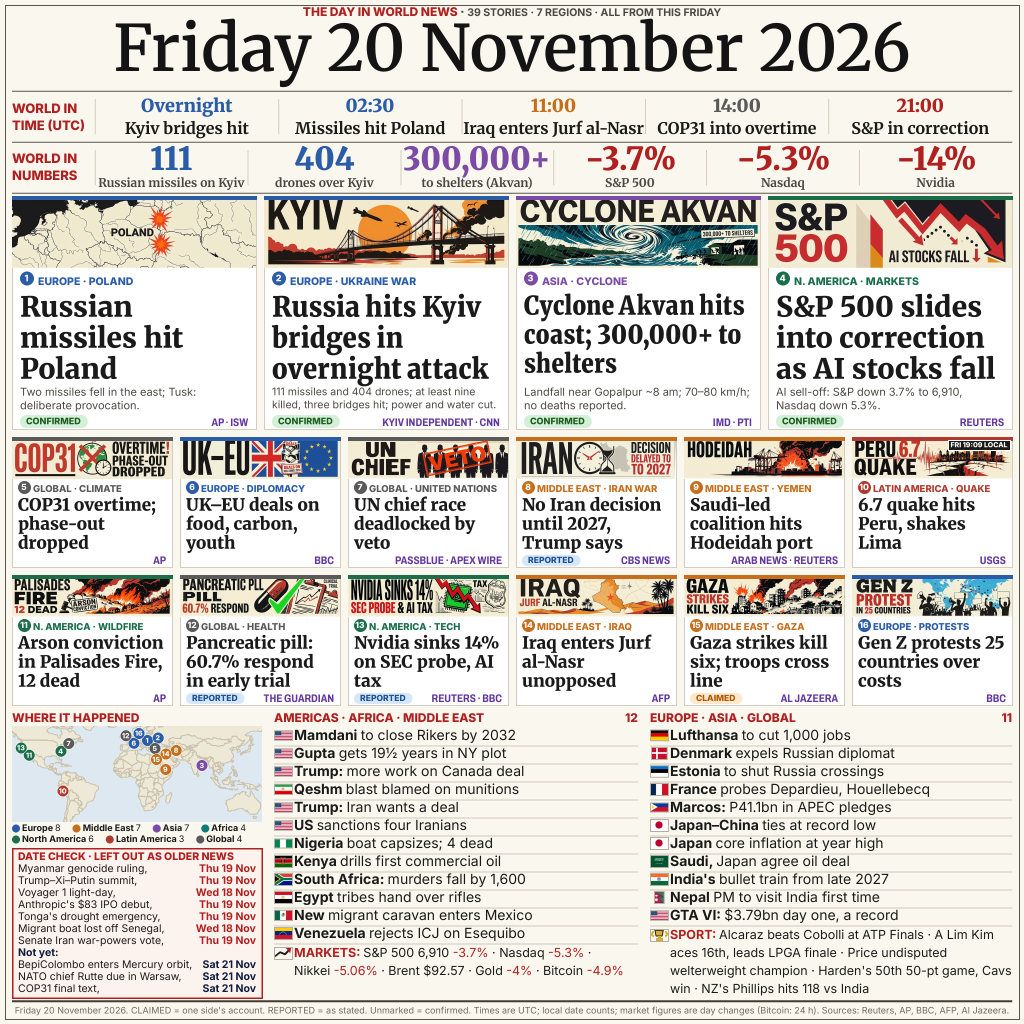 THE DAY IN WORLD NEWS · 39 STORIES · 7 REGIONS · ALL FROM THIS FRIDAY
Friday 20 November 2026
WORLD IN TIME (UTC)
Overnight
Kyiv bridges hit
02:30
Missiles hit Poland
11:00
Iraq enters Jurf al-Nasr
14:00
COP31 into overtime
21:00
S&P in correction
WORLD IN NUMBERS
111
Russian missiles on Kyiv
404
drones over Kyiv
300,000+
to shelters (Akvan)
−3.7%
S&P 500
−5.3%
Nasdaq
−14%
Nvidia
POLAND
1 EUROPE · POLAND
Russian
missiles hit
Poland
Two missiles fell in the east; Tusk:
deliberate provocation.
CONFIRMED
AP · ISW
KYIV
2 EUROPE · UKRAINE WAR
Russia hits Kyiv
bridges in
overnight attack
111 missiles and 404 drones; at least nine
killed, three bridges hit; power and water cut.
CONFIRMED
KYIV INDEPENDENT · CNN
CYCLONE AKVAN
300,000+ TO SHELTERS
3 ASIA · CYCLONE
Cyclone Akvan hits
coast; 300,000+ to
shelters
Landfall near Gopalpur ~8 am; 70–80 km/h;
no deaths reported.
CONFIRMED
IMD · PTI
S&P
500
AI STOCKS FALL
4 N. AMERICA · MARKETS
S&P 500 slides
into correction
as AI stocks fall
AI sell-off: S&P down 3.7% to 6,910,
Nasdaq down 5.3%.
CONFIRMED
REUTERS
COP31
OVERTIME!
PHASE-OUT
DROPPED
5 GLOBAL · CLIMATE
COP31 overtime;
phase-out
dropped
AP
UK–EU
6 EUROPE · DIPLOMACY
UK–EU deals on
food, carbon,
youth
BBC
UN
CHIEF
VETO
7 GLOBAL · UNITED NATIONS
UN chief race
deadlocked by
veto
PASSBLUE · APEX WIRE
IRAN
DECISION
DELAYED TO
TO 2027
8 MIDDLE EAST · IRAN WAR
No Iran decision
until 2027,
Trump says
REPORTED
CBS NEWS
HODEIDAH
9 MIDDLE EAST · YEMEN
Saudi-led
coalition hits
Hodeidah port
ARAB NEWS · REUTERS
PERU 6.7
QUAKE
FRI 19:09 LOCAL
10 LATIN AMERICA · QUAKE
6.7 quake hits
Peru, shakes
Lima
USGS
PALISADES
FIRE
12 DEAD
ARSON
CONVICTION
11 N. AMERICA · WILDFIRE
Arson conviction
in Palisades Fire,
12 dead
AP
PANCREATIC PILL
PILL
60.7% RESPOND
12 GLOBAL · HEALTH
Pancreatic pill:
60.7% respond
in early trial
REPORTED
THE GUARDIAN
NVIDIA SINKS 14%
SEC PROBE & AI TAX
TAX
13 N. AMERICA · TECH
Nvidia sinks 14%
on SEC probe, AI
tax
REPORTED
REUTERS · BBC
IRAQ
JURF AL-NASR
14 MIDDLE EAST · IRAQ
Iraq enters Jurf
al-Nasr
unopposed
AFP
GAZA
STRIKES
KILL SIX
15 MIDDLE EAST · GAZA
Gaza strikes kill
six; troops cross
line
CLAIMED
AL JAZEERA
GEN Z
PROTEST
IN 25 COUNTRIES
16 EUROPE · PROTESTS
Gen Z protests 25
countries over
costs
BBC
WHERE IT HAPPENED
13
11
4
7
10
12
16
6
1
2
5
14
8
15
9
3
Europe 8 Middle East 7 Asia 7 Africa 4
North America 6 Latin America 3 Global 4
DATE CHECK · LEFT OUT AS OLDER NEWS
Myanmar genocide ruling, Thu 19 Nov
Trump–Xi–Putin summit, Thu 19 Nov
Voyager 1 light-day, Wed 18 Nov
Anthropic's $83 IPO debut, Thu 19 Nov
Tonga's drought emergency, Thu 19 Nov
Migrant boat lost off Senegal, Wed 18 Nov
Senate Iran war-powers vote, Thu 19 Nov
Not yet:
BepiColombo enters Mercury orbit, Sat 21 Nov
NATO chief Rutte due in Warsaw, Sat 21 Nov
COP31 final text, Sat 21 Nov
AMERICAS · AFRICA · MIDDLE EAST 12
Mamdani to close Rikers by 2032
Gupta gets 19½ years in NY plot
Trump: more work on Canada deal
Qeshm blast blamed on munitions
Trump: Iran wants a deal
US sanctions four Iranians
Nigeria boat capsizes; 4 dead
Kenya drills first commercial oil
South Africa: murders fall by 1,600
Egypt tribes hand over rifles
New migrant caravan enters Mexico
Venezuela rejects ICJ on Esequibo
MARKETS: S&P 500 6,910 -3.7% · Nasdaq -5.3% ·
Nikkei -5.06% · Brent $92.57 · Gold -4% · Bitcoin -4.9%
EUROPE · ASIA · GLOBAL 11
Lufthansa to cut 1,000 jobs
Denmark expels Russian diplomat
Estonia to shut Russia crossings
France probes Depardieu, Houellebecq
Marcos: P41.1bn in APEC pledges
Japan–China ties at record low
Japan core inflation at year high
Saudi, Japan agree oil deal
India's bullet train from late 2027
Nepal PM to visit India first time
GTA VI: $3.79bn day one, a record
SPORT: Alcaraz beats Cobolli at ATP Finals · A Lim Kim
aces 16th, leads LPGA finale · Price undisputed
welterweight champion · Harden's 50th 50-pt game, Cavs
win · NZ's Phillips hits 118 vs India
Friday 20 November 2026. CLAIMED = one side's account. REPORTED = as stated. Unmarked = confirmed. Times are UTC; local date counts; market figures are day changes (Bitcoin: 24 h). Sources: Reuters, AP, BBC, AFP, Al Jazeera.